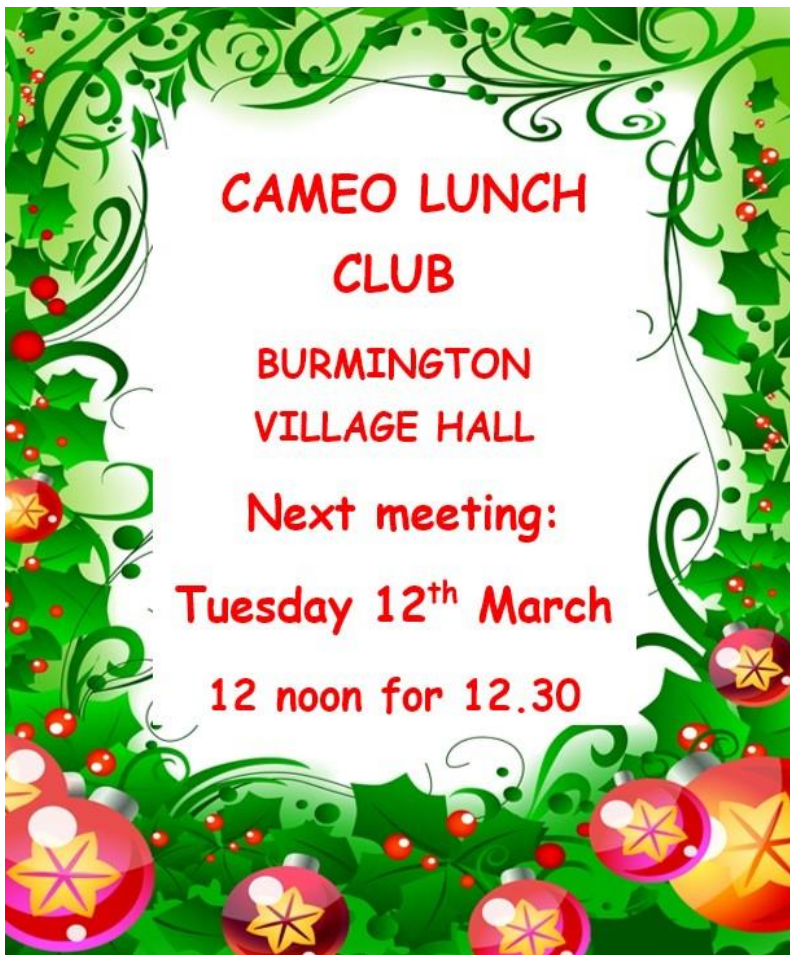 CAMEO LUNCH
CLUB
BURMINGTON
VILLAGE HALL
Next meeting:
Tuesday 12th March
12 noon for 12.30